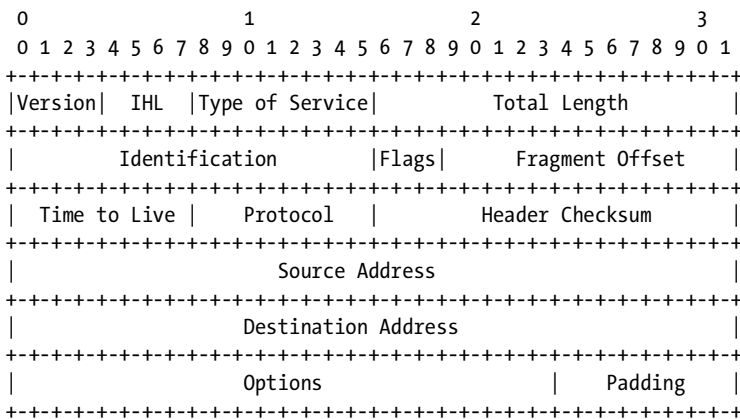 0                   1                   2                   3
 0 1 2 3 4 5 6 7 8 9 0 1 2 3 4 5 6 7 8 9 0 1 2 3 4 5 6 7 8 9 0 1
+-+-+-+-+-+-+-+-+-+-+-+-+-+-+-+-+-+-+-+-+-+-+-+-+-+-+-+-+-+-+-+-+
|Version|  IHL  |Type of Service|          Total Length         |
+-+-+-+-+-+-+-+-+-+-+-+-+-+-+-+-+-+-+-+-+-+-+-+-+-+-+-+-+-+-+-+-+
|         Identification        |Flags|      Fragment Offset    |
+-+-+-+-+-+-+-+-+-+-+-+-+-+-+-+-+-+-+-+-+-+-+-+-+-+-+-+-+-+-+-+-+
|  Time to Live |    Protocol   |         Header Checksum       |
+-+-+-+-+-+-+-+-+-+-+-+-+-+-+-+-+-+-+-+-+-+-+-+-+-+-+-+-+-+-+-+-+
|                       Source Address                          |
+-+-+-+-+-+-+-+-+-+-+-+-+-+-+-+-+-+-+-+-+-+-+-+-+-+-+-+-+-+-+-+-+
|                    Destination Address                        |
+-+-+-+-+-+-+-+-+-+-+-+-+-+-+-+-+-+-+-+-+-+-+-+-+-+-+-+-+-+-+-+-+
|                    Options                    |    Padding    |
+-+-+-+-+-+-+-+-+-+-+-+-+-+-+-+-+-+-+-+-+-+-+-+-+-+-+-+-+-+-+-+-+